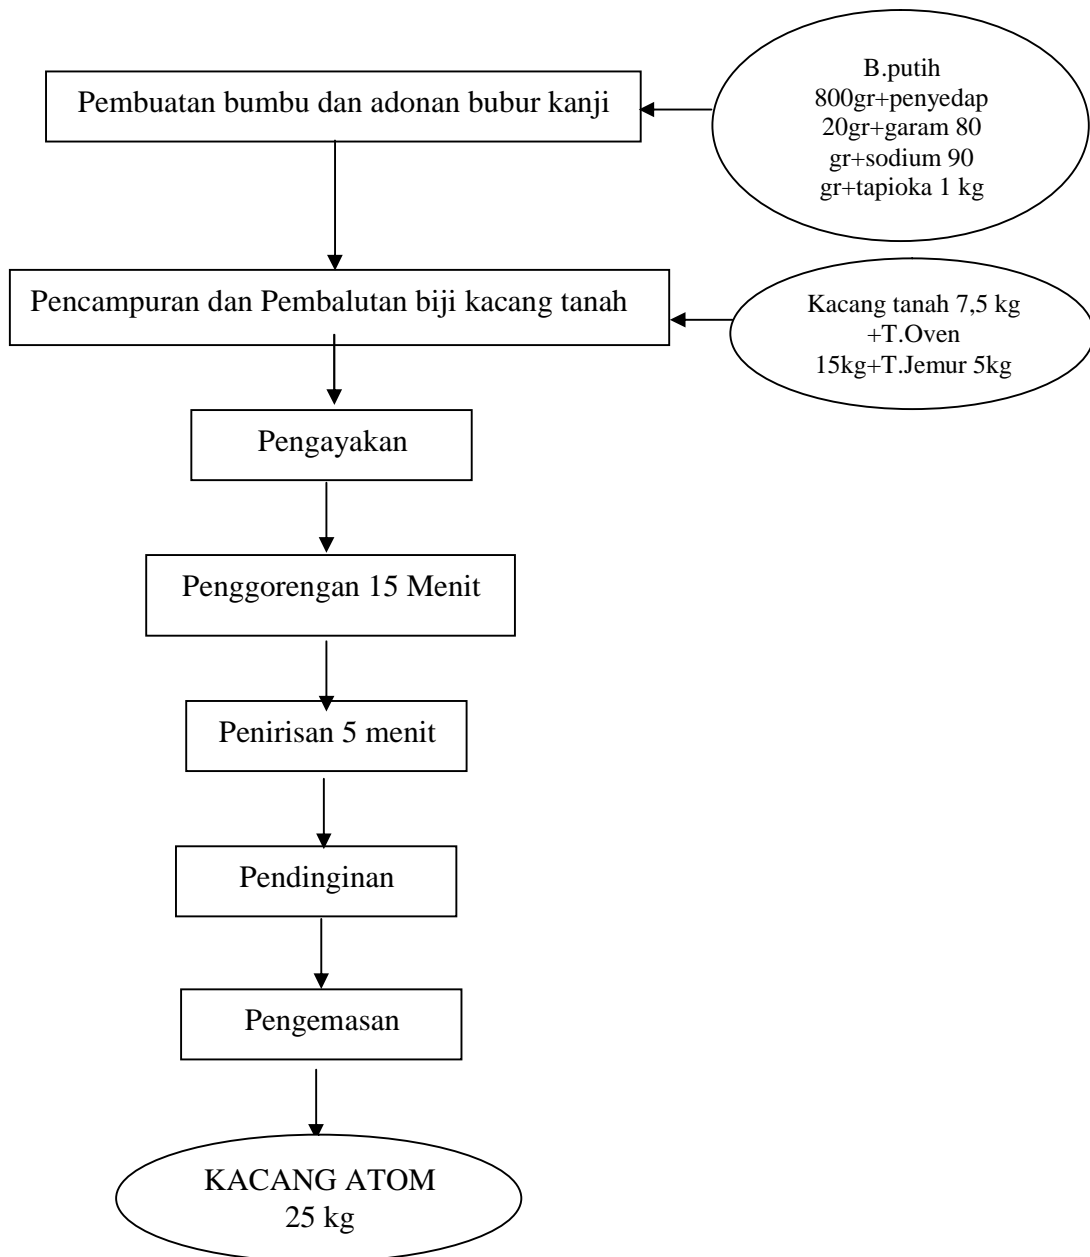 B.putih
800gr+penyedap
20gr+garam 80
gr+sodium 90
gr+tapioka 1 kg
Pembuatan bumbu dan adonan bubur kanji
Kacang tanah 7,5 kg
+T.Oven
15kg+T.Jemur 5kg
Pencampuran dan Pembalutan biji kacang tanah
Pengayakan
Penggorengan 15 Menit
Penirisan 5 menit
Pendinginan
Pengemasan
KACANG ATOM
25 kg